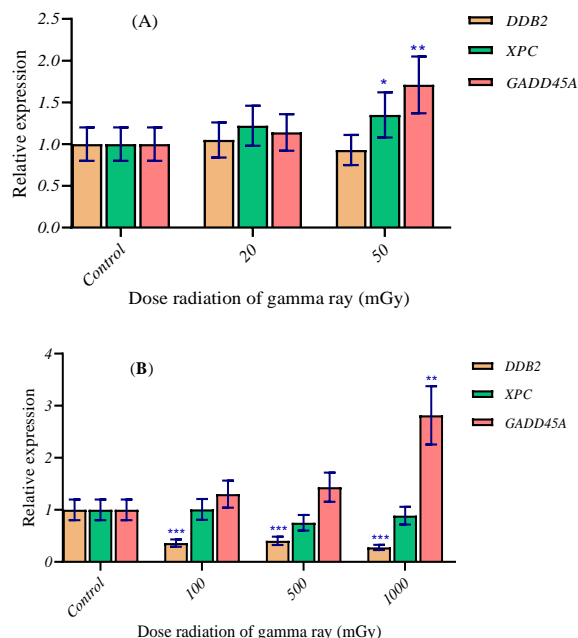 (A)
DDB2
XPC
GADD45A
Relative expression
2.5
2.0
1.5
1.0
0.5
0.0
*
**
Control
20
50
Dose radiation of gamma ray (mGy)
(B)
DDB2
XPC
GADD45A
Relative expression
4
3
2
1
0
***
***
***
**
Control
100
500
1000
Dose radiation of gamma ray (mGy)